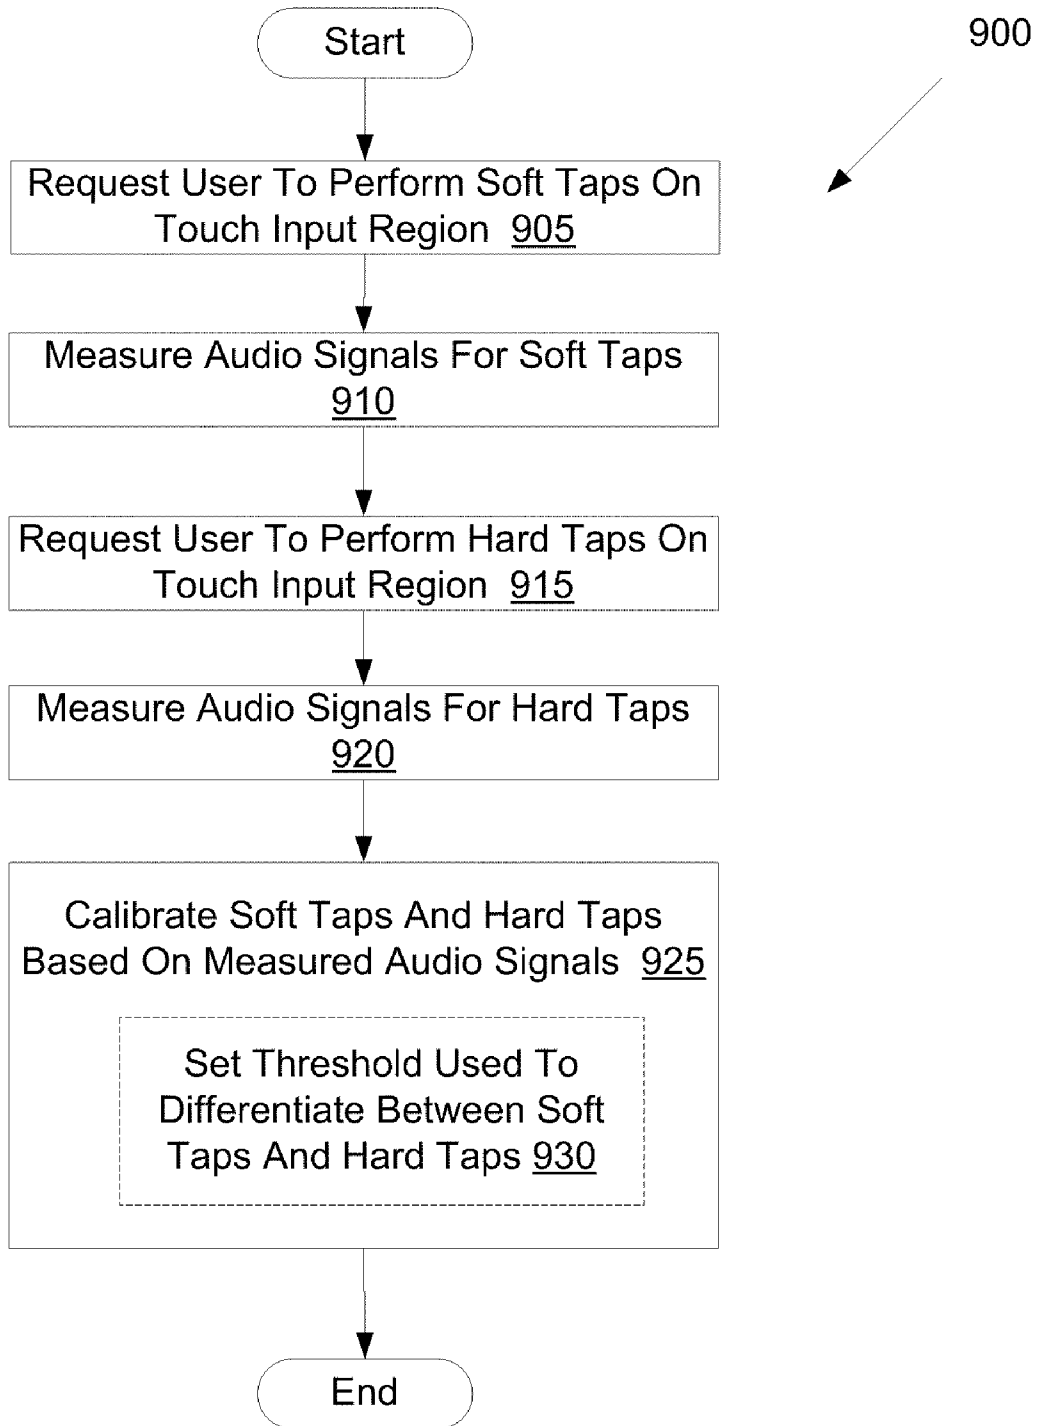 Start
900
Request User To Perform Soft Taps On
Touch Input Region 905
Measure Audio Signals For Soft Taps
910
Request User To Perform Hard Taps On
Touch Input Region 915
Measure Audio Signals For Hard Taps
920
Calibrate Soft Taps And Hard Taps
Based On Measured Audio Signals 925
Set Threshold Used To
Differentiate Between Soft
Taps And Hard Taps 930
End